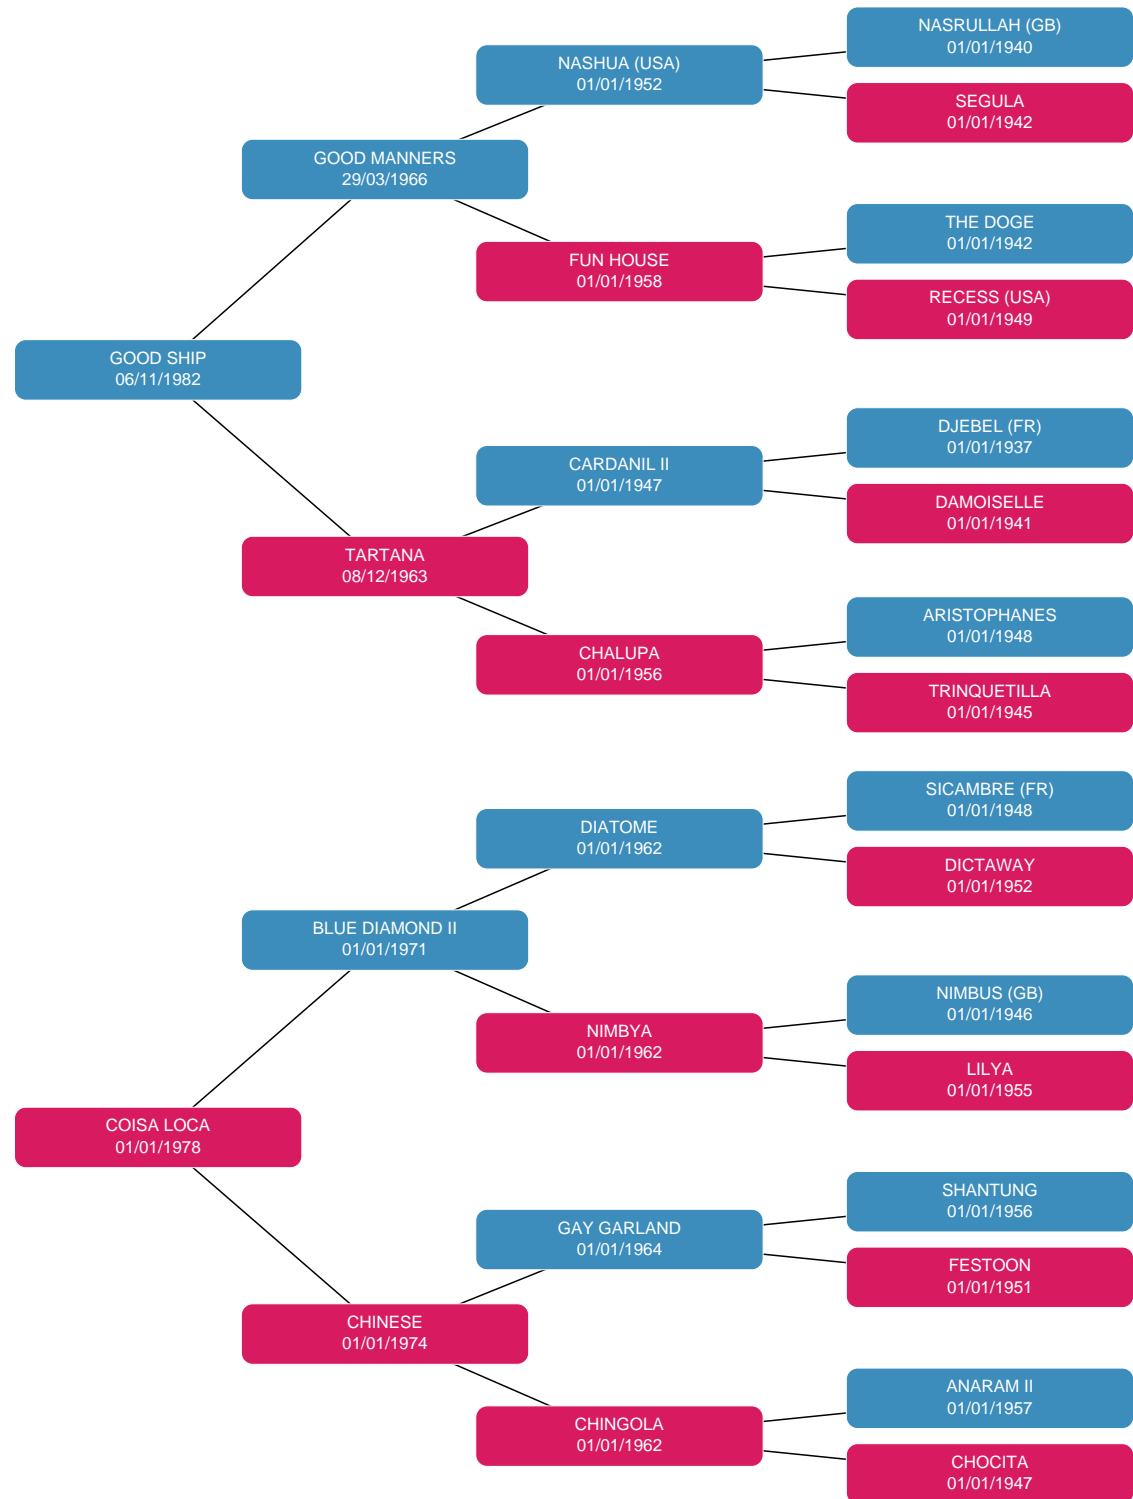 NASRULLAH (GB)
01/01/1940
NASHUA (USA)
01/01/1952
SEGULA
01/01/1942
GOOD MANNERS
29/03/1966
THE DOGE
01/01/1942
FUN HOUSE
01/01/1958
RECESS (USA)
01/01/1949
GOOD SHIP
06/11/1982
DJEBEL (FR)
01/01/1937
CARDANIL II
01/01/1947
DAMOISELLE
01/01/1941
TARTANA
08/12/1963
ARISTOPHANES
01/01/1948
CHALUPA
01/01/1956
TRINQUETILLA
01/01/1945
SICAMBRE (FR)
01/01/1948
DIATOME
01/01/1962
DICTAWAY
01/01/1952
BLUE DIAMOND II
01/01/1971
NIMBUS (GB)
01/01/1946
NIMBYA
01/01/1962
LILYA
01/01/1955
COISA LOCA
01/01/1978
SHANTUNG
01/01/1956
GAY GARLAND
01/01/1964
FESTOON
01/01/1951
CHINESE
01/01/1974
ANARAM II
01/01/1957
CHINGOLA
01/01/1962
CHOCITA
01/01/1947